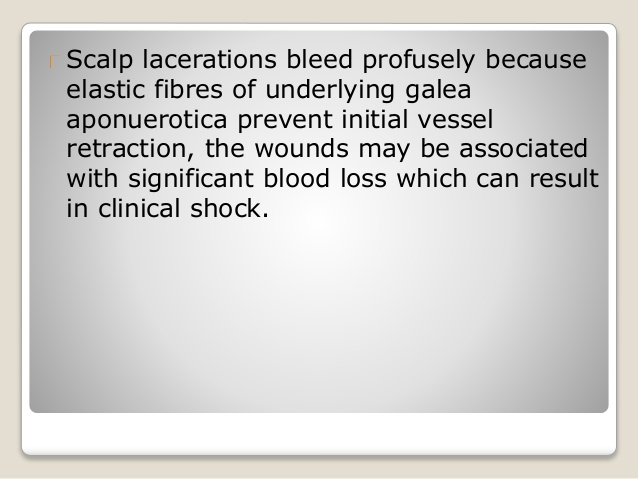 Scalp lacerations bleed profusely because
elastic fibres of underlying galea
aponuerotica prevent initial vessel
retraction, the wounds may be associated
with significant blood loss which can result
in clinical shock.